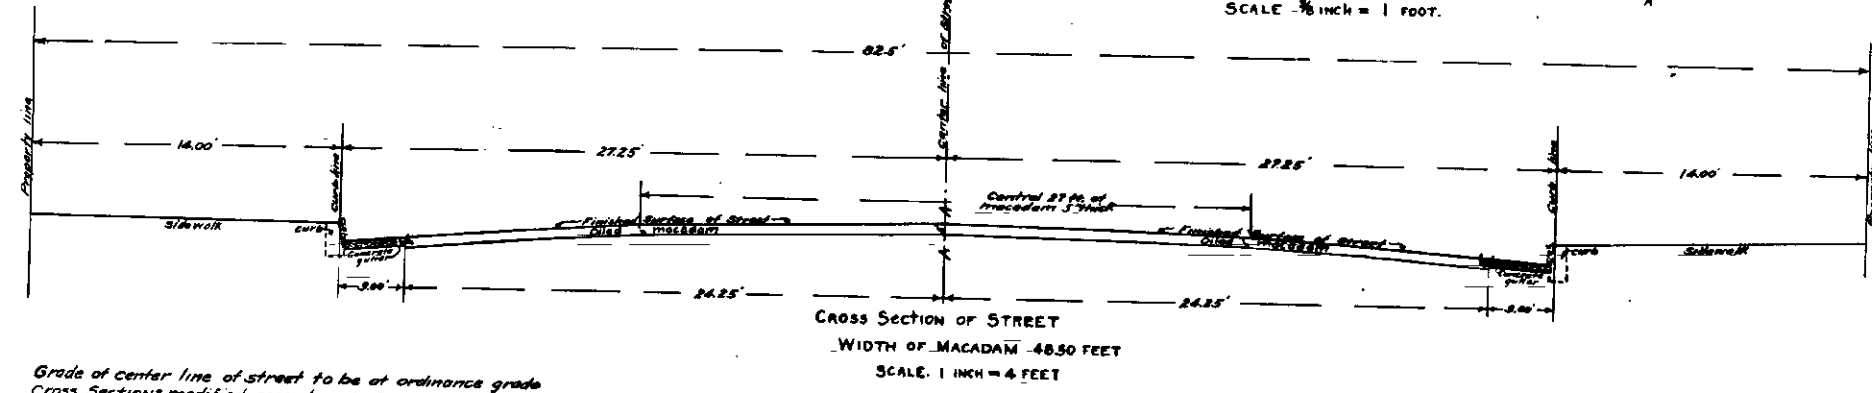 SCALE - 3/8 INCH = 1 FOOT.
82.5'
Center line of
Property line
14.00'
Curb line
27.25'
27.25'
Curb line
14.00'
Central 27 ft. of
macadam 5" thick
Sidewalk
curb
Finished Surface of Street
Oiled macadam
Finished Surface of Street
Oiled macadam
curb
Sidewalk
Concrete
gutter
Concrete
gutter
3.00'
24.25'
24.25'
3.00'
CROSS SECTION OF STREET
WIDTH OF MACADAM - 48.50 FEET
SCALE. 1 INCH = 4 FEET
Grade of center line of street to be at ordinance grade
Cross Sections